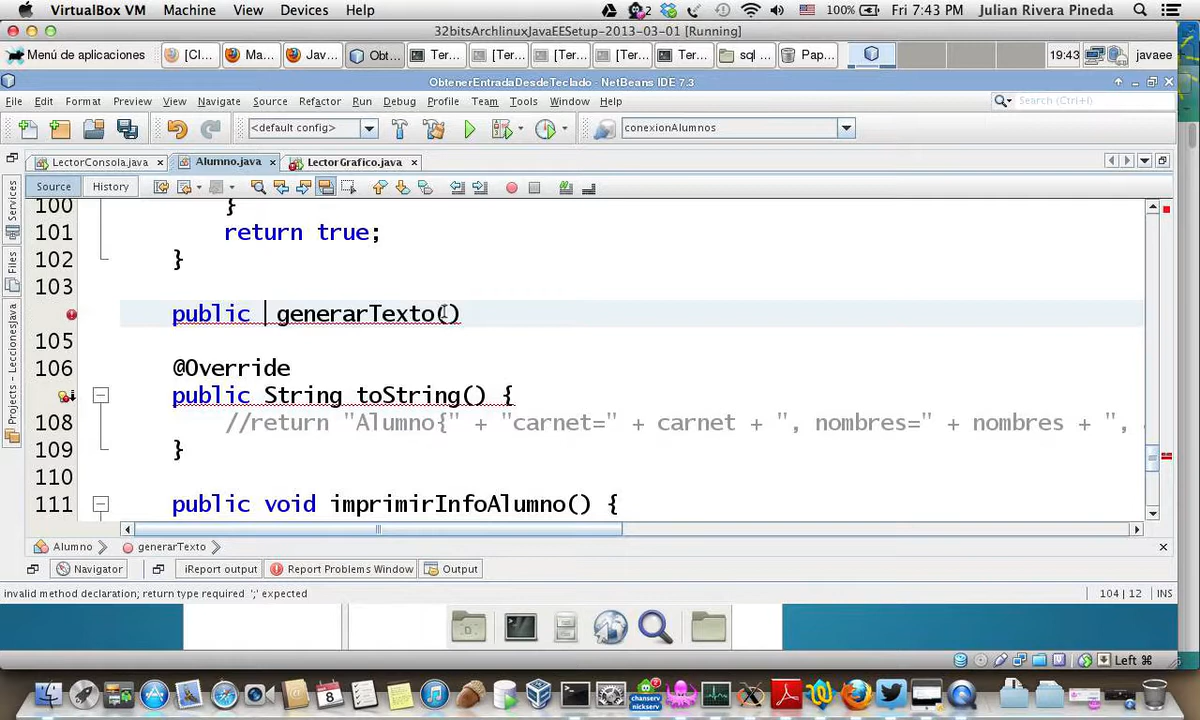 VirtualBox VM Machine View Devices Help 2 100% Fri 7:43 PM Julian Rivera Pineda
32bitsArchlinuxJavaEESetup-2013-03-01 [Running]
Menú de aplicaciones [Cl... Ma... Jav... Obt... Ter... [Ter... [Ter... [Ter... Ter... sql ... Pap... 19:43 javaee
ObtenerEntradaDesdeTeclado - NetBeans IDE 7.3
File Edit Format Preview View Navigate Source Refactor Run Debug Profile Team Tools Window Help Search (Ctrl+I)
<default config> conexionAlumnos
LectorConsola.java Alumno.java LectorGrafico.java
Source History
Services
Files
Projects - LeccionesJava
100 }
101 return true;
102 }
103
public generarTexto()
105
106 @Override
public String toString() {
108 //return "Alumno{" + "carnet=" + carnet + ", nombres=" + nombres + ",
109 }
110
111 public void imprimirInfoAlumno() {
Alumno generarTexto
Navigator iReport output Report Problems Window Output
invalid method declaration; return type required ';' expected 104 | 12 INS
Left ⌘